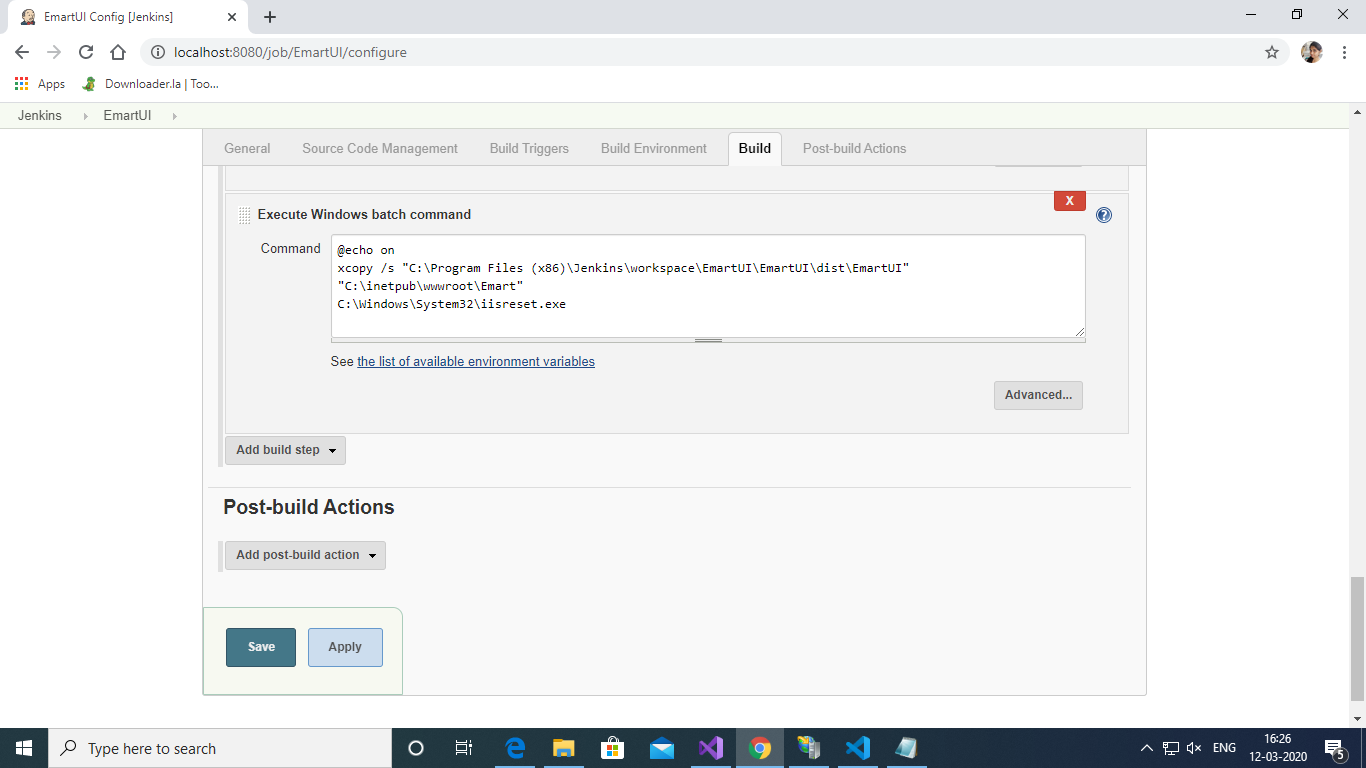 EmartUI Config [Jenkins]
localhost:8080/job/EmartUI/configure
Apps
Downloader.la | Too...
Jenkins
EmartUI
General
Source Code Management
Build Triggers
Build Environment
Build
Post-build Actions
Execute Windows batch command
X
?
Command
@echo on
xcopy /s "C:\Program Files (x86)\Jenkins\workspace\EmartUI\EmartUI\dist\EmartUI"
"C:\inetpub\wwwroot\Emart"
C:\Windows\System32\iisreset.exe
See the list of available environment variables
Advanced...
Add build step
Post-build Actions
Add post-build action
Save
Apply
Type here to search
ENG
16:26
12-03-2020
5